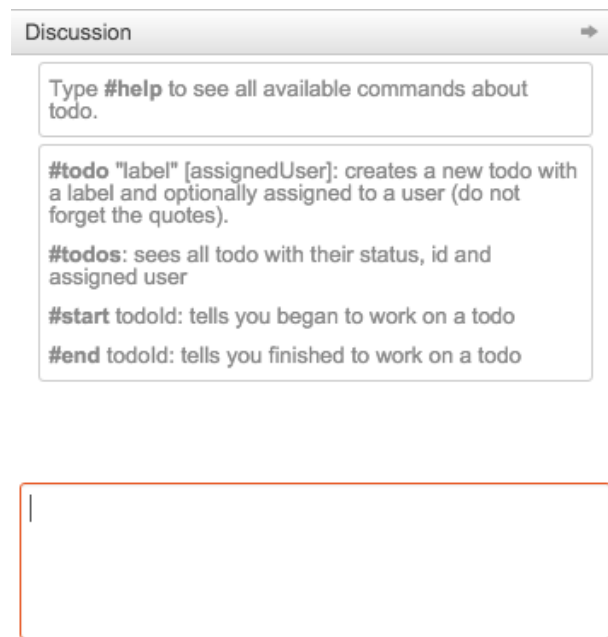 Discussion
Type #help to see all available commands about
todo.
#todo "label" [assignedUser]: creates a new todo with
a label and optionally assigned to a user (do not
forget the quotes).
#todos: sees all todo with their status, id and
assigned user
#start todoId: tells you began to work on a todo
#end todoId: tells you finished to work on a todo